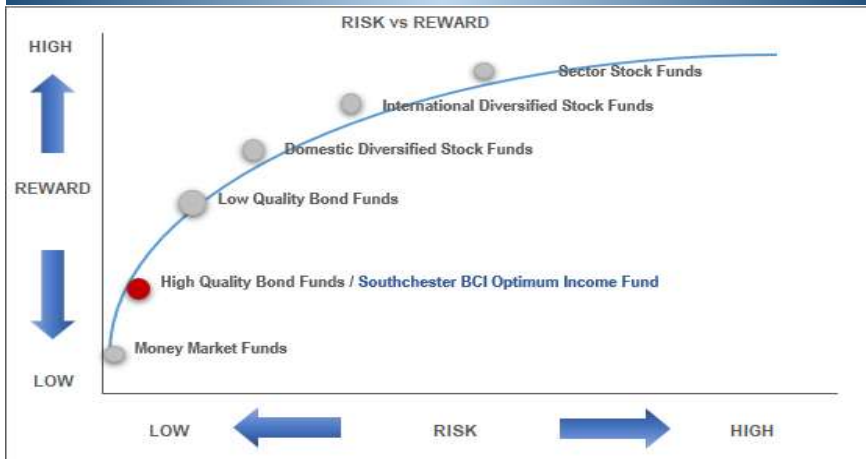 RISK vs REWARD
HIGH
Sector Stock Funds
International Diversified Stock Funds
Domestic Diversified Stock Funds
REWARD
Low Quality Bond Funds
High Quality Bond Funds / Southchester BCI Optimum Income Fund
Money Market Funds
LOW
LOW
RISK
HIGH